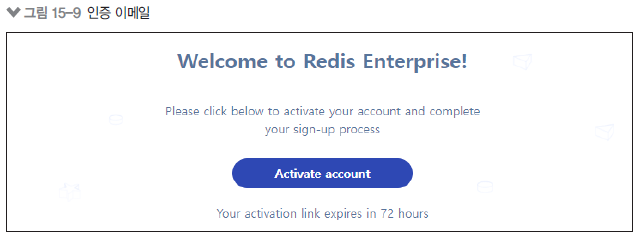 그림 15-9 인증 이메일
Welcome to Redis Enterprise!
Please click below to activate your account and complete
your sign-up process
Activate account
Your activation link expires in 72 hours